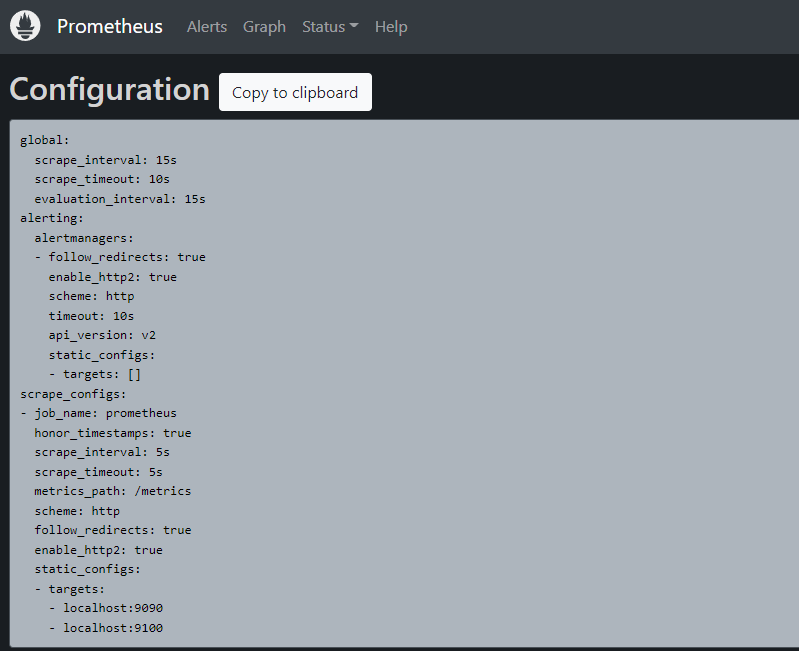 Prometheus Alerts Graph Status Help
Configuration Copy to clipboard
global:
  scrape_interval: 15s
  scrape_timeout: 10s
  evaluation_interval: 15s
alerting:
  alertmanagers:
  - follow_redirects: true
    enable_http2: true
    scheme: http
    timeout: 10s
    api_version: v2
    static_configs:
    - targets: []
scrape_configs:
- job_name: prometheus
  honor_timestamps: true
  scrape_interval: 5s
  scrape_timeout: 5s
  metrics_path: /metrics
  scheme: http
  follow_redirects: true
  enable_http2: true
  static_configs:
  - targets:
    - localhost:9090
    - localhost:9100